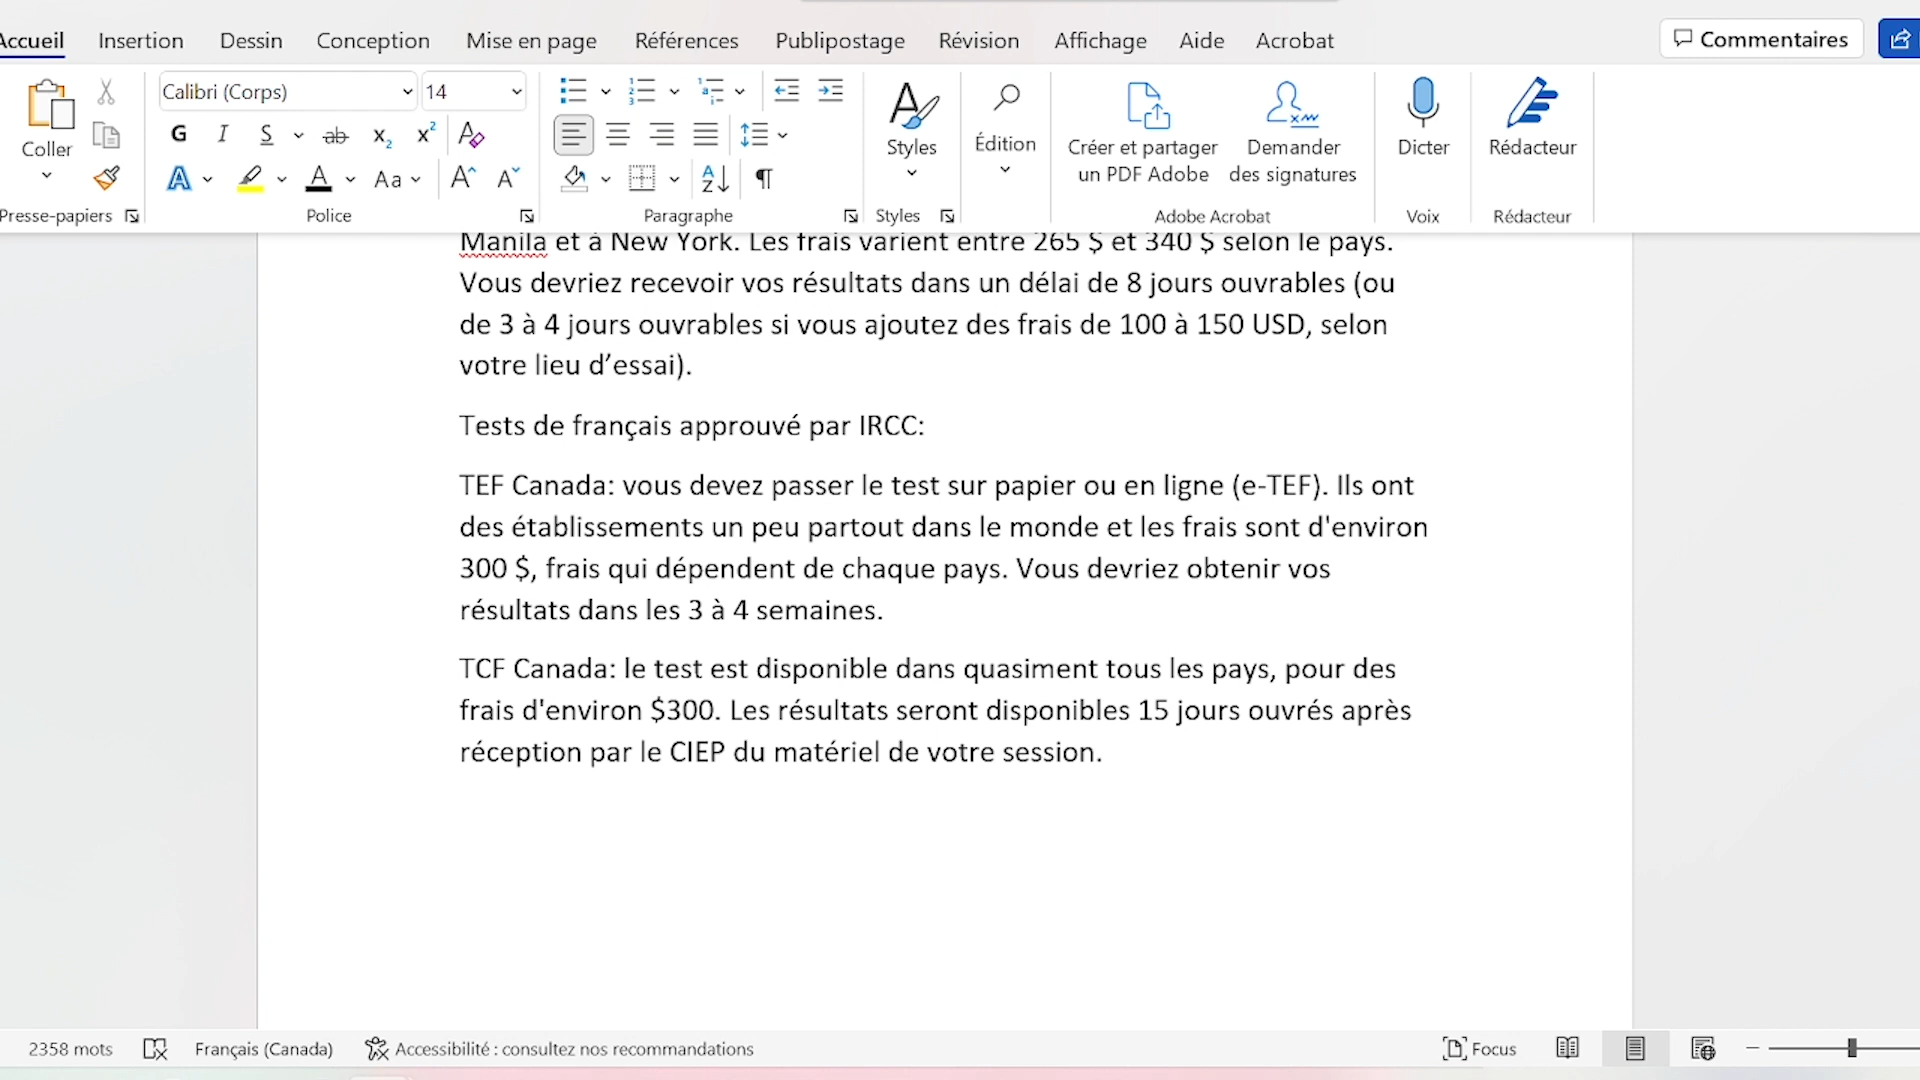 Accueil Insertion Dessin Conception Mise en page Références Publipostage Révision Affichage Aide Acrobat Commentaires
Calibri (Corps) 14
G I S ab x₂ x² A
Coller Styles Édition Créer et partager Demander Dicter Rédacteur
un PDF Adobe des signatures
A A Aa A A A Z ¶
Presse-papiers Police Paragraphe Styles Adobe Acrobat Voix Rédacteur
Manila et à New York. Les frais varient entre 265 $ et 340 $ selon le pays.
Vous devriez recevoir vos résultats dans un délai de 8 jours ouvrables (ou
de 3 à 4 jours ouvrables si vous ajoutez des frais de 100 à 150 USD, selon
votre lieu d’essai).
Tests de français approuvé par IRCC:
TEF Canada: vous devez passer le test sur papier ou en ligne (e-TEF). Ils ont
des établissements un peu partout dans le monde et les frais sont d'environ
300 $, frais qui dépendent de chaque pays. Vous devriez obtenir vos
résultats dans les 3 à 4 semaines.
TCF Canada: le test est disponible dans quasiment tous les pays, pour des
frais d'environ $300. Les résultats seront disponibles 15 jours ouvrés après
réception par le CIEP du matériel de votre session.
2358 mots Français (Canada) Accessibilité : consultez nos recommandations Focus